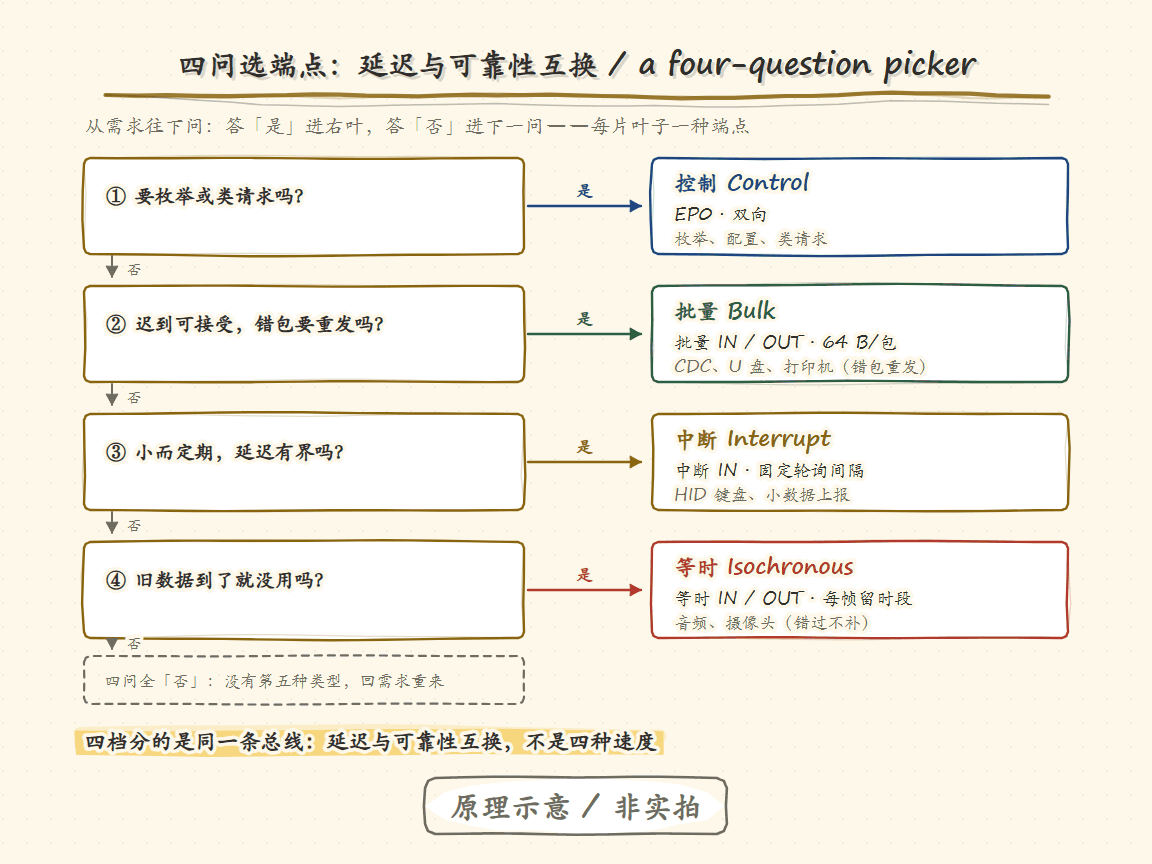 四问选端点：延迟与可靠性互换 / a four-question picker
从需求往下问：答「是」进右叶，答「否」进下一问——每片叶子一种端点
① 要枚举或类请求吗？
是
控制 Control
EP0 · 双向
枚举、配置、类请求
否
② 迟到可接受，错包要重发吗？
是
批量 Bulk
批量 IN / OUT · 64 B/包
CDC、U 盘、打印机（错包重发）
否
③ 小而定期，延迟有界吗？
是
中断 Interrupt
中断 IN · 固定轮询间隔
HID 键盘、小数据上报
否
④ 旧数据到了就没用吗？
是
等时 Isochronous
等时 IN / OUT · 每帧留时段
音频、摄像头（错过不补）
否
四问全「否」：没有第五种类型，回需求重来
四档分的是同一条总线：延迟与可靠性互换，不是四种速度
原理示意 / 非实拍